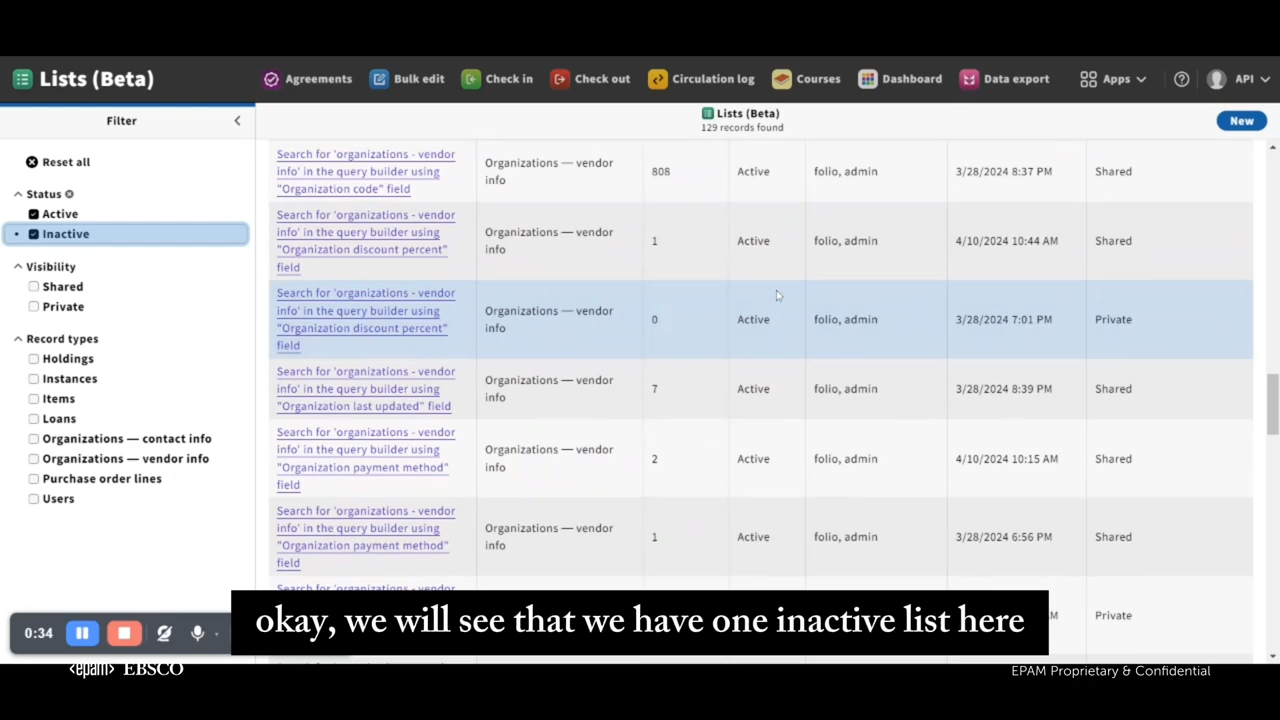 Lists (Beta)
Agreements
Bulk edit
Check in
Check out
Circulation log
Courses
Dashboard
Data export
Apps
API
Filter
Lists (Beta)
129 records found
New
Reset all
Status
Active
Inactive
Visibility
Shared
Private
Record types
Holdings
Instances
Items
Loans
Organizations — contact info
Organizations — vendor info
Purchase order lines
Users
Search for 'organizations - vendor
info' in the query builder using
"Organization code" field
Organizations — vendor
info
808
Active
folio, admin
3/28/2024 8:37 PM
Shared
Search for 'organizations - vendor
info' in the query builder using
"Organization discount percent"
field
Organizations — vendor
info
1
Active
folio, admin
4/10/2024 10:44 AM
Shared
Search for 'organizations - vendor
info' in the query builder using
"Organization discount percent"
field
Organizations — vendor
info
0
Active
folio, admin
3/28/2024 7:01 PM
Private
Search for 'organizations - vendor
info' in the query builder using
"Organization last updated" field
Organizations — vendor
info
7
Active
folio, admin
3/28/2024 8:39 PM
Shared
Search for 'organizations - vendor
info' in the query builder using
"Organization payment method"
field
Organizations — vendor
info
2
Active
folio, admin
4/10/2024 10:15 AM
Shared
Search for 'organizations - vendor
info' in the query builder using
"Organization payment method"
field
Organizations — vendor
info
1
Active
folio, admin
3/28/2024 6:56 PM
Shared
Private
0:34
okay, we will see that we have one inactive list here
<epam> EBSCO
EPAM Proprietary & Confidential